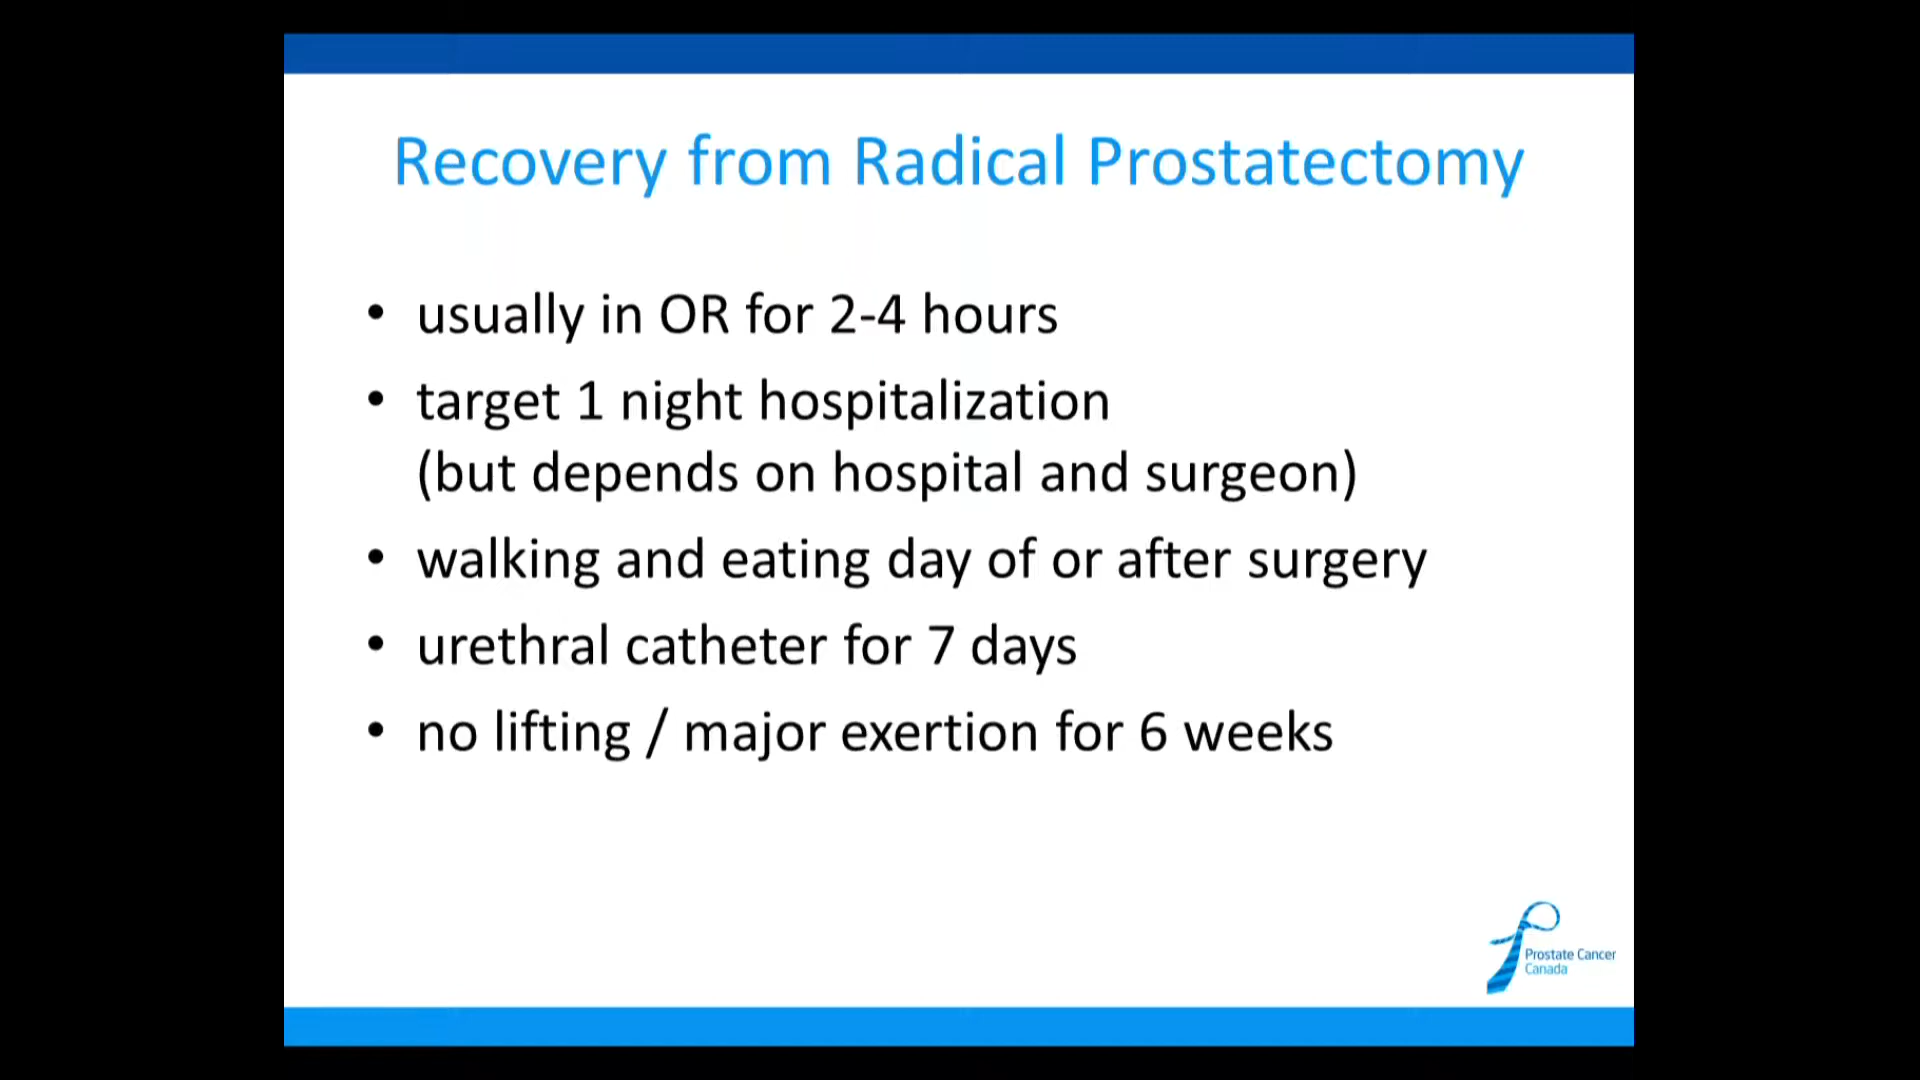 Recovery from Radical Prostatectomy
• usually in OR for 2-4 hours
• target 1 night hospitalization
(but depends on hospital and surgeon)
• walking and eating day of or after surgery
• urethral catheter for 7 days
• no lifting / major exertion for 6 weeks
Prostate Cancer
Canada